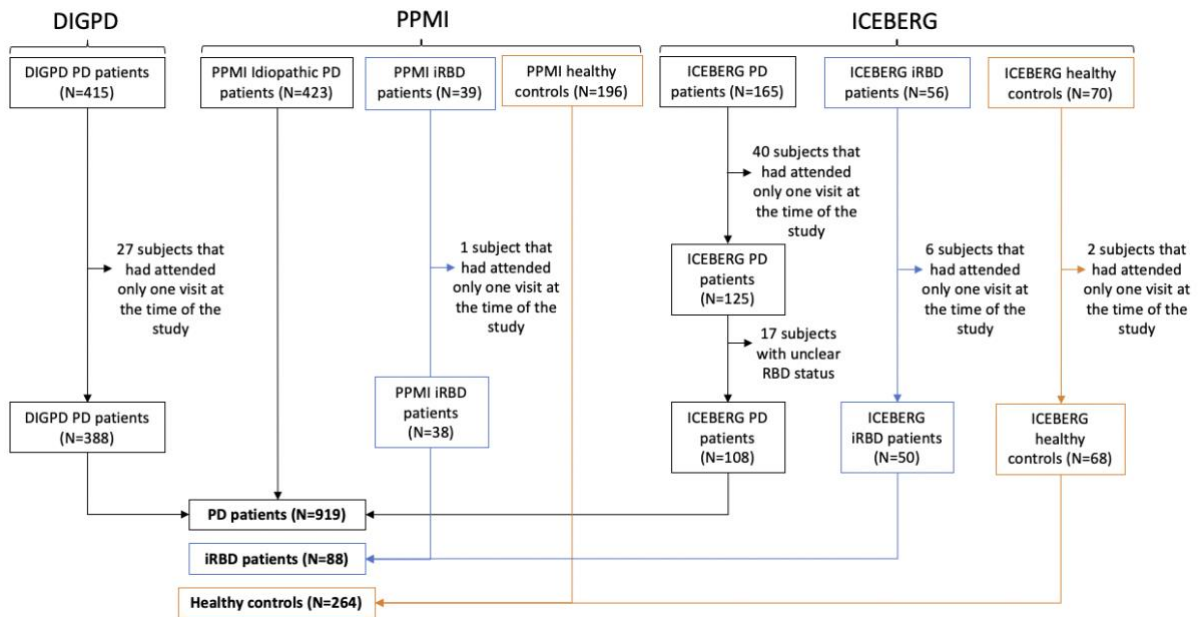 DIGPD
PPMI
ICEBERG
DIGPD PD patients
(N=415)
PPMI Idiopathic PD
patients (N=423)
PPMI iRBD
patients (N=39)
PPMI healthy
controls (N=196)
ICEBERG PD
patients (N=165)
ICEBERG iRBD
patients (N=56)
ICEBERG healthy
controls (N=70)
40 subjects that
had attended
only one visit at
the time of the
study
27 subjects that
had attended
only one visit at
the time of the
study
1 subject that
had attended
only one visit at
the time of the
study
ICEBERG PD
patients
(N=125)
6 subjects that
had attended
only one visit at
the time of the
study
2 subjects that
had attended
only one visit at
the time of the
study
17 subjects
with unclear
RBD status
DIGPD PD patients
(N=388)
PPMI iRBD
patients
(N=38)
ICEBERG PD
patients
(N=108)
ICEBERG
iRBD patients
(N=50)
ICEBERG
healthy
controls (N=68)
PD patients (N=919)
iRBD patients (N=88)
Healthy controls (N=264)